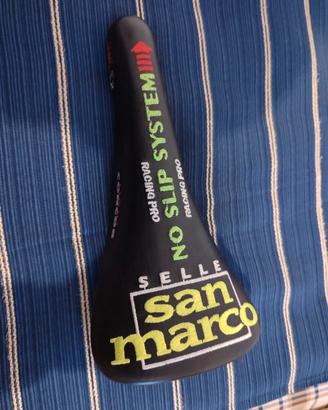 NO SLIP SYSTEM
RACING PRO
RACING PRO
SELLE
san
marco